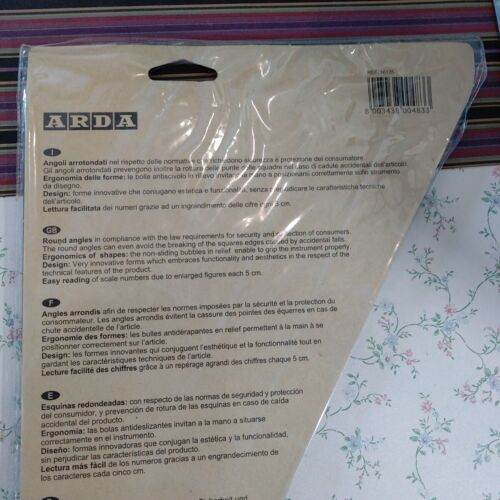 ARDA
8 003438 004833
I
Angoli arrotondati nel rispetto delle normative che richiedono sicurezza e protezione del consumatore.
Gli angoli arrotondati prevengono inoltre la rottura delle punte delle squadre nel caso di cadute accidentali dell'articolo.
Ergonomia delle forme: le bolle antiscivolo in rilievo invitano la mano a posizionarsi correttamente sullo strumento
da disegno.
Design: forme innovative che coniugano estetica e funzionalità, senza pregiudicare le caratteristiche tecniche
dell'articolo.
Lettura facilitata dei numeri grazie ad un ingrandimento delle cifre ogni 5 cm.
GB
Round angles in compliance with the law requirements for security and protection of consumers.
The round angles can even avoid the breaking of the squares edges caused by accidental falls.
Ergonomics of shapes: the non-sliding bubbles in relief enable to grip the instrument properly.
Design: Very innovative forms which embraces functionality and aesthetics in the respect of the
technical features of the product.
Easy reading of scale numbers due to enlarged figures each 5 cm.
F
Angles arrondis afin de respecter les normes imposées par la sécurité et la protection du
consommateur. Les angles arrondis évitent la cassure des pointes des équerres en cas de
chute accidentelle de l'article.
Ergonomie des formes: les bulles antidérapantes en relief permettent à la main à se
positionner correctement sur l'article.
Design: les formes innovantes qui conjuguent l'esthétique et la fonctionnalité tout en
gardant les caractéristiques techniques de l'article.
Lecture facilité des chiffres grâce à un repérage agrandi des chiffres chaque 5 cm.
E
Esquinas redondeadas: con respecto de las normas de seguridad y protección
del consumidor, y prevención de rotura de las esquinas en caso de caída
accidental del producto.
Ergonomía: las bolas antideslizantes invitan a la mano a situarse
correctamente en el instrumento.
Diseño: formas innovadoras que conjugan la estética y la funcionalidad,
sin perjudicar las características del producto.
Lectura más fácil de los numeros gracias a un engrandecimiento
de las cifras cada cinco cm.